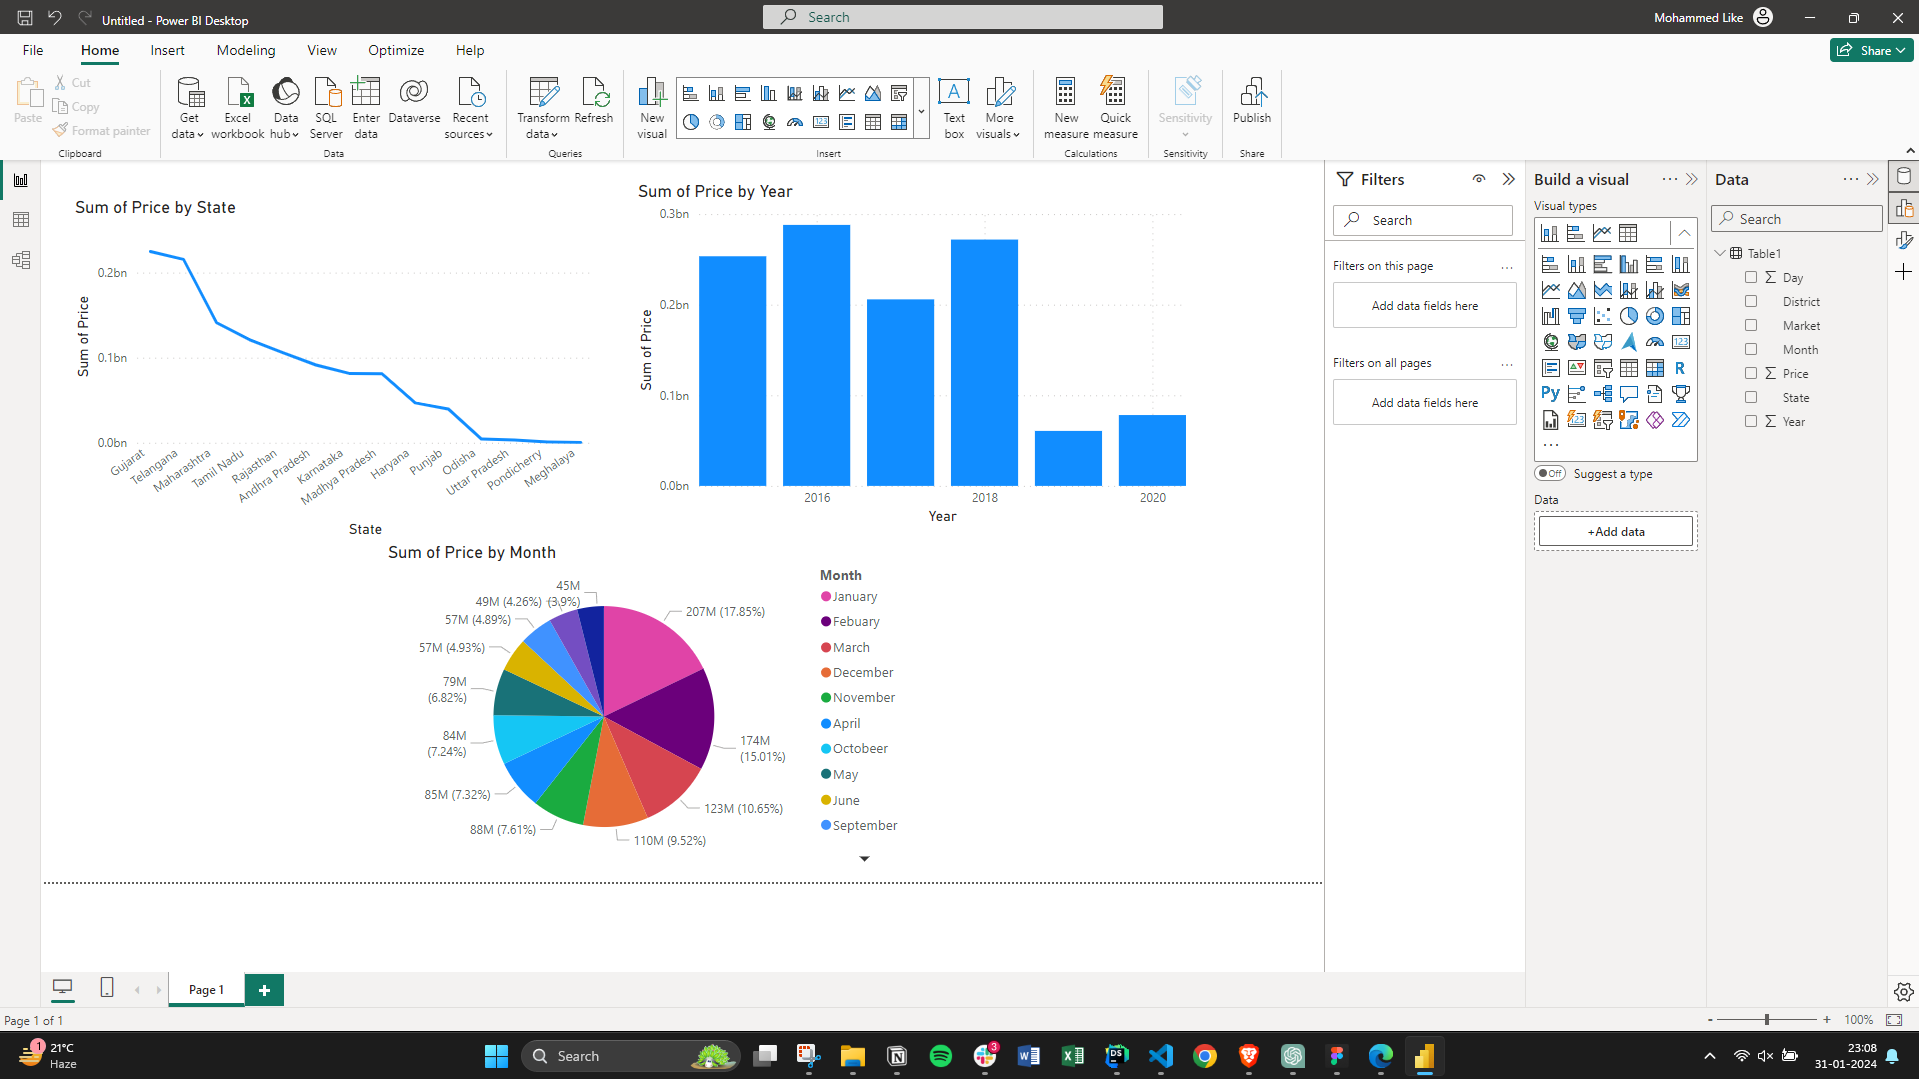 Untitled - Power BI Desktop
Search
Mohammed Like
File
Home
Insert
Modeling
View
Optimize
Help
Share
Paste
Cut
Copy
Format painter
Clipboard
Get data
Excel workbook
Data hub
SQL Server
Enter data
Dataverse
Recent sources
Data
Transform data
Refresh
Queries
New visual
Text box
More visuals
Insert
New measure
Quick measure
Calculations
Sensitivity
Sensitivity
Publish
Share
Sum of Price by State
Sum of Price
0.2bn
0.1bn
0.0bn
Gujarat
Telangana
Maharashtra
Tamil Nadu
Rajasthan
Andhra Pradesh
Karnataka
Madhya Pradesh
Haryana
Punjab
Odisha
Uttar Pradesh
Pondicherry
Meghalaya
State
Sum of Price by Year
Sum of Price
0.3bn
0.2bn
0.1bn
0.0bn
2016
2018
2020
Year
Sum of Price by Month
207M (17.85%)
174M
(15.01%)
123M (10.65%)
110M (9.52%)
88M (7.61%)
85M (7.32%)
84M
(7.24%)
79M
(6.82%)
57M (4.93%)
57M (4.89%)
49M (4.26%)
45M
(3.9%)
Month
January
Febuary
March
December
November
April
Octobeer
May
June
September
Filters
Search
Filters on this page
Add data fields here
Filters on all pages
Add data fields here
Build a visual
Visual types
123
R
Py
123
Off
Suggest a type
Data
+Add data
Data
Search
Table1
Day
District
Market
Month
Price
State
Year
Page 1
Page 1 of 1
100%
1
21°C
Haze
Search
3
23:08
31-01-2024